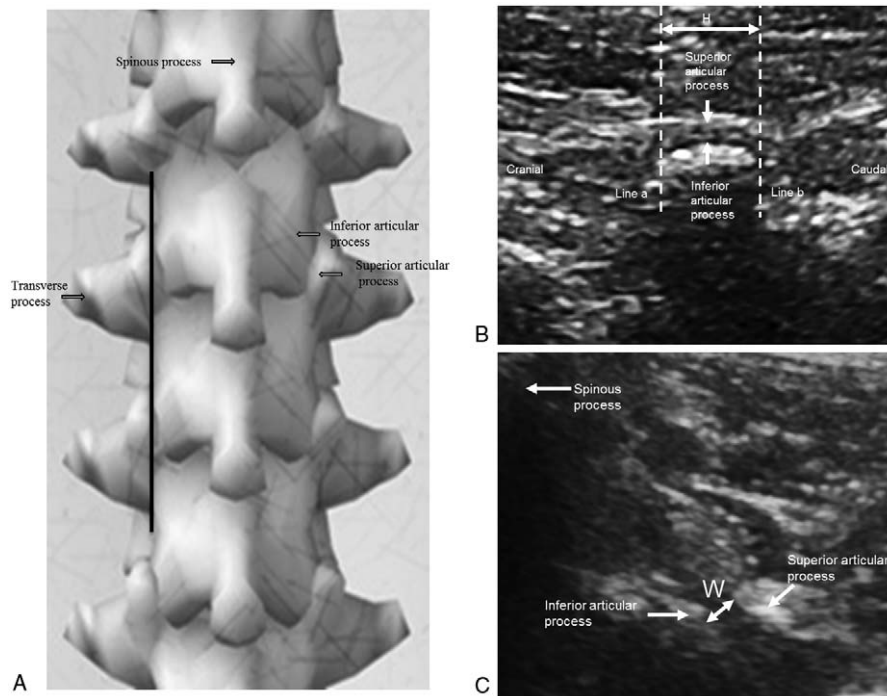 Spinous process
Inferior articular
process
Superior articular
process
Transverse
process
A
H
Superior
articular
process
Cranial
Caudal
Line a
Line b
Inferior
articular
process
B
Spinous
process
W
Superior articular
process
Inferior articular
process
C